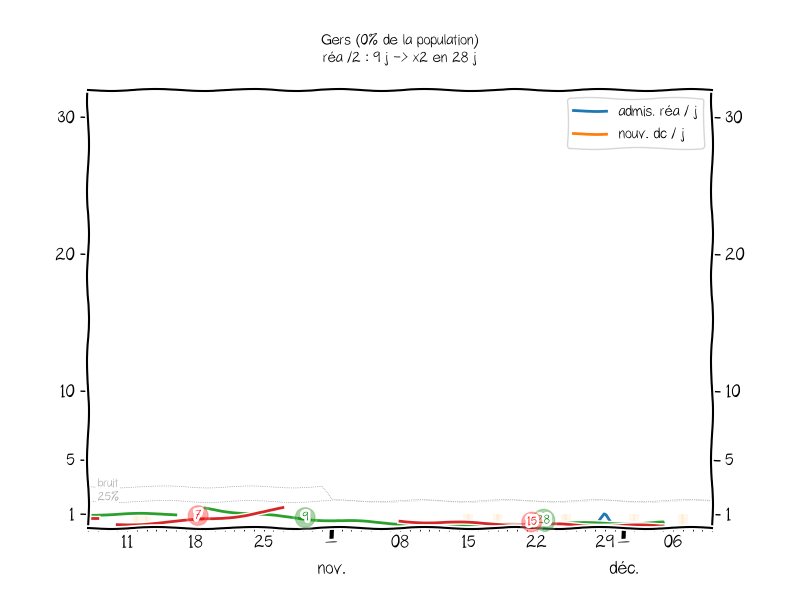 Gers (0% de la population)
réa /2 : 9 j -> x2 en 28 j
admis. réa / j
nouv. dc / j
30 30
20 20
10 10
5 5
bruit
25%
1 7 9 15 1
11 18 25 08 15 22 29 06
nov. déc.